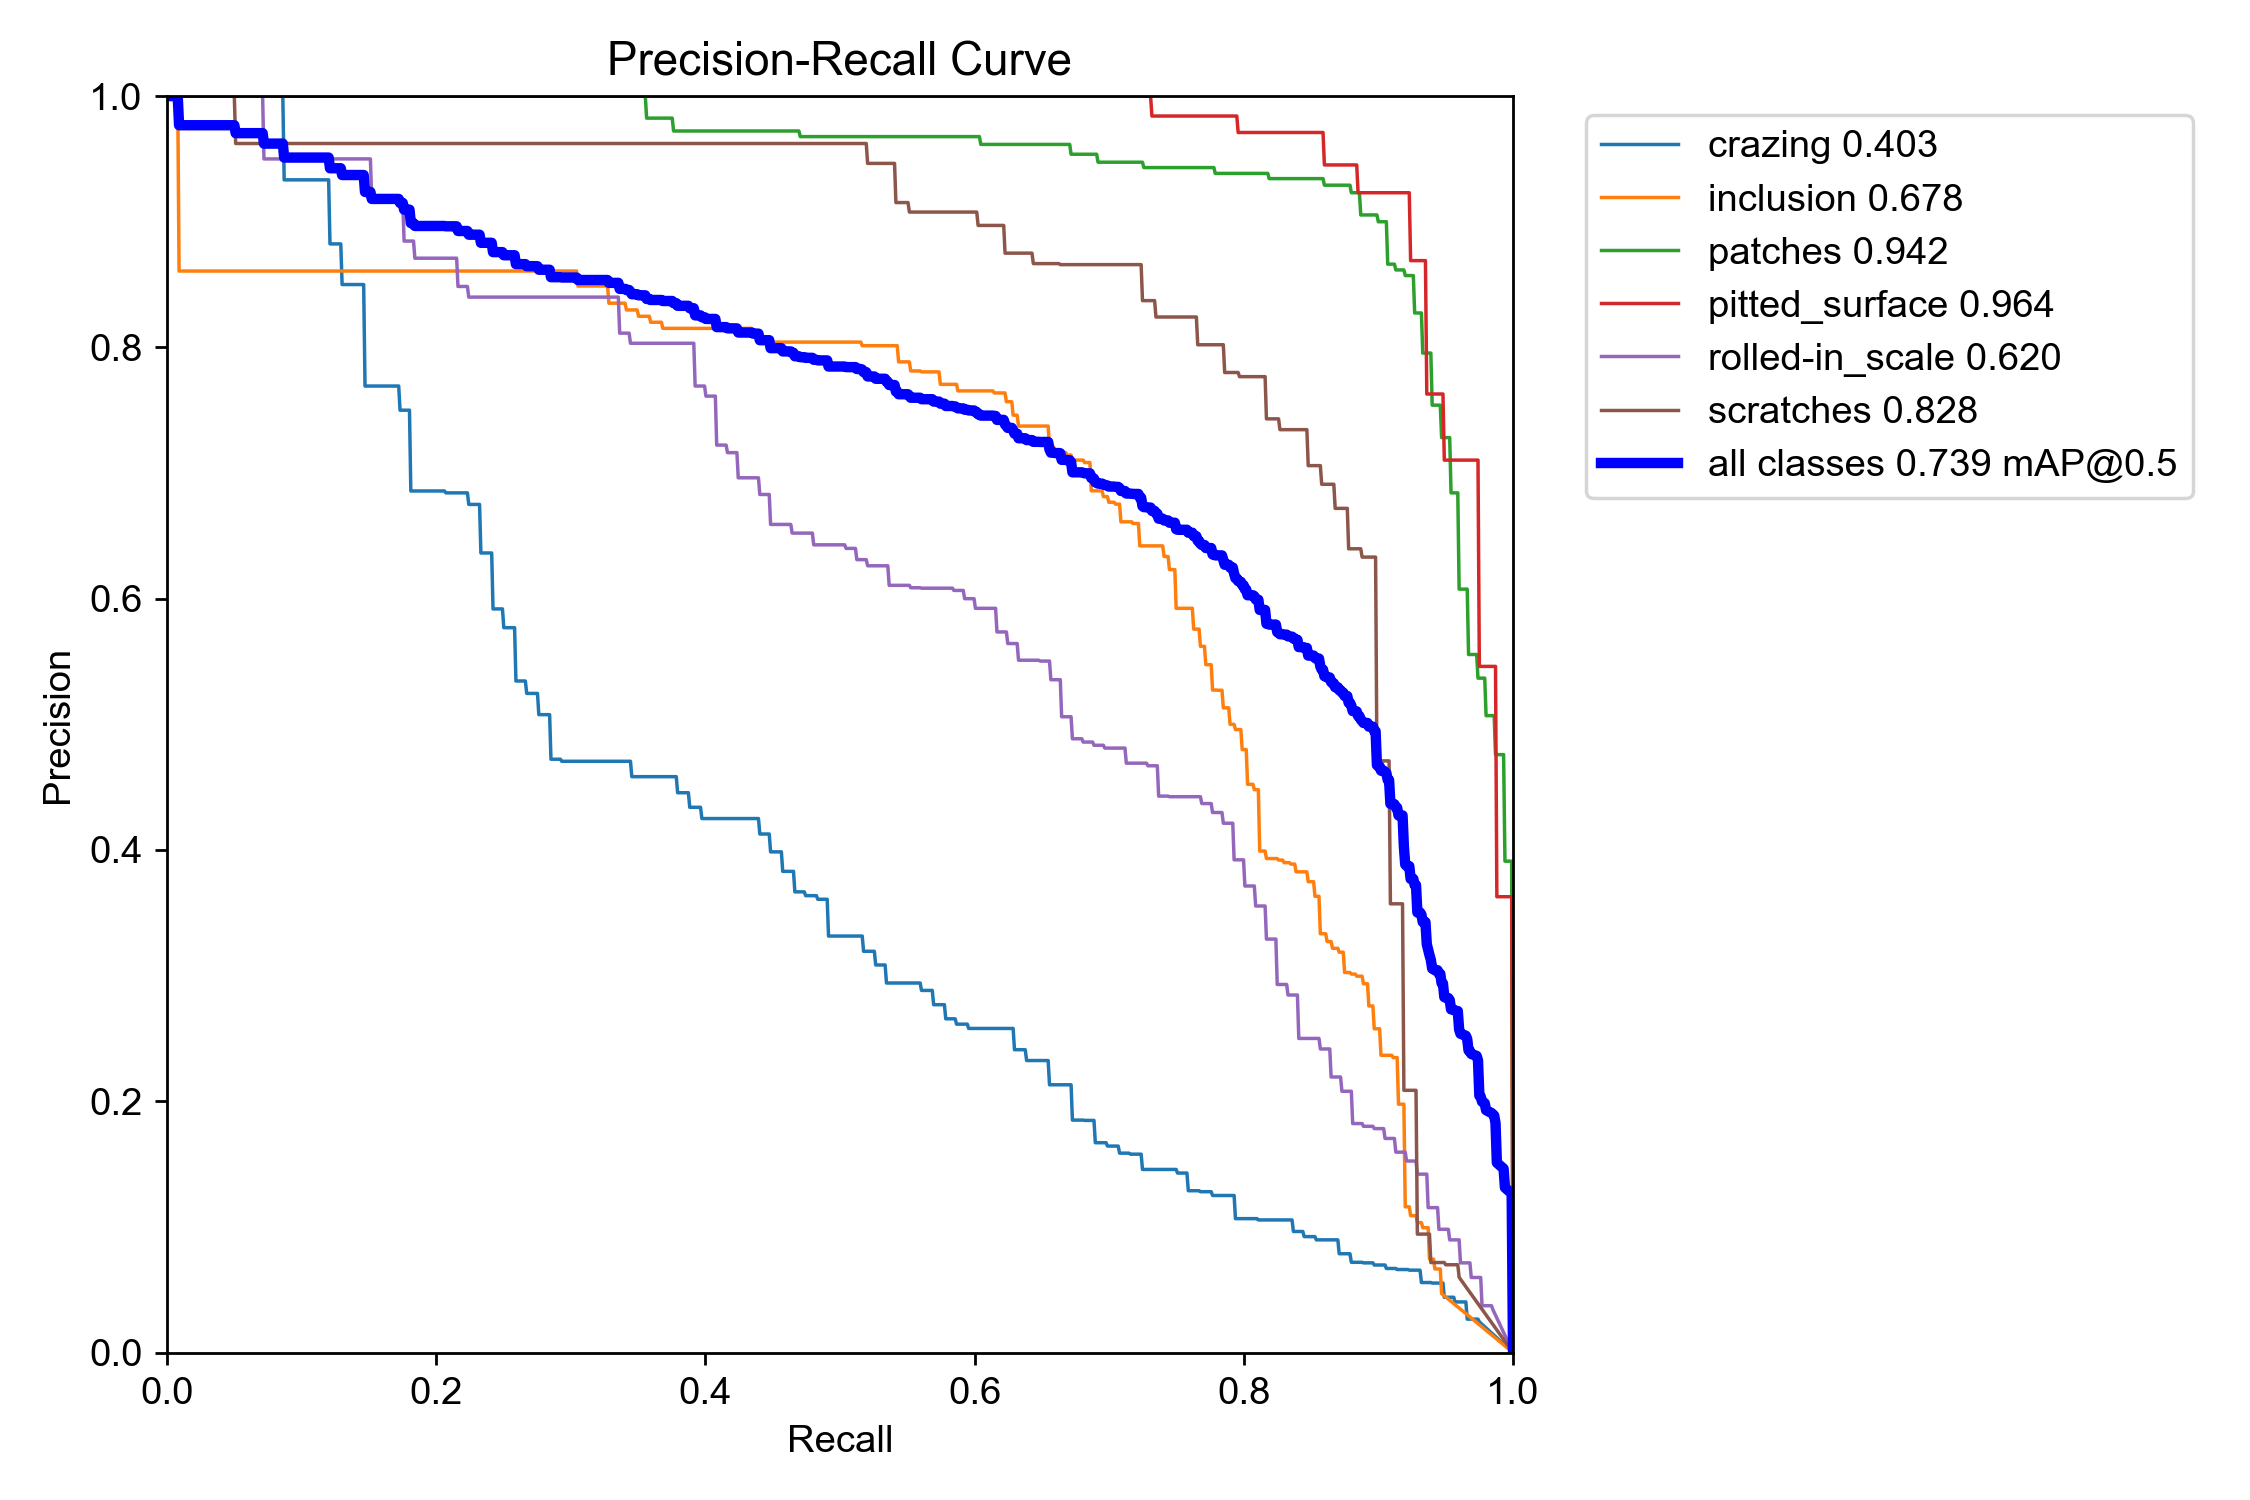 Precision-Recall Curve
1.0
0.8
0.6
0.4
0.2
0.0
Precision
0.0 0.2 0.4 0.6 0.8 1.0
Recall
crazing 0.403
inclusion 0.678
patches 0.942
pitted_surface 0.964
rolled-in_scale 0.620
scratches 0.828
all classes 0.739 mAP@0.5